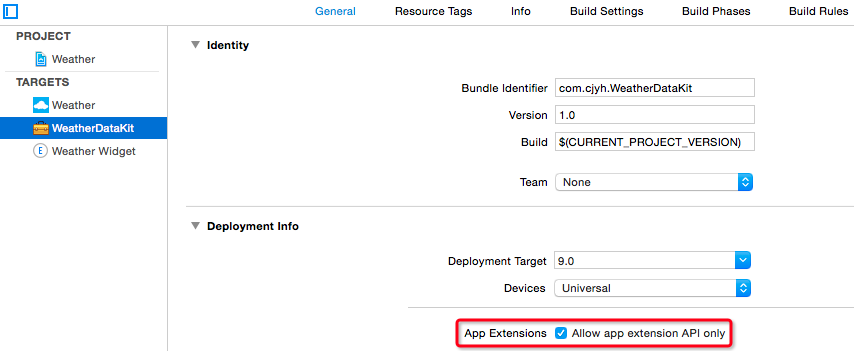 General Resource Tags Info Build Settings Build Phases Build Rules
PROJECT
Weather
TARGETS
Weather
WeatherDataKit
E Weather Widget
Identity
Bundle Identifier com.cjyh.WeatherDataKit
Version 1.0
Build $(CURRENT_PROJECT_VERSION)
Team None
Deployment Info
Deployment Target 9.0
Devices Universal
App Extensions Allow app extension API only